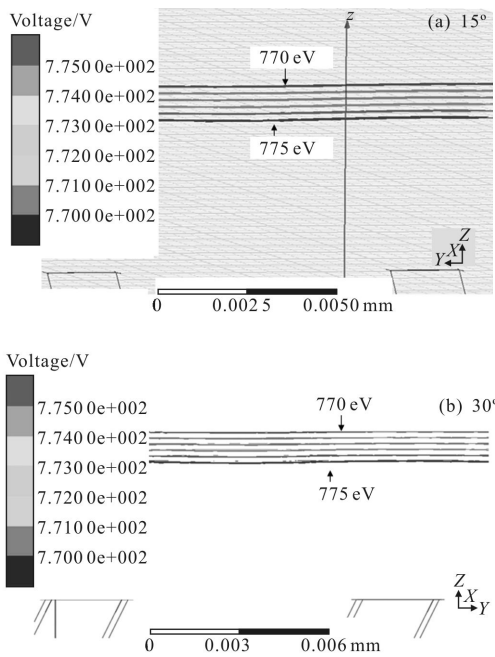 Voltage/V
z
(a) 15°
7.750 0e+002
7.740 0e+002
7.730 0e+002
7.720 0e+002
7.710 0e+002
7.700 0e+002
770 eV
775 eV
Z
X
Y
0
0.002 5
0.0050 mm
Voltage/V
7.750 0e+002
7.740 0e+002
7.730 0e+002
7.720 0e+002
7.710 0e+002
7.700 0e+002
770 eV
(b) 30°
775 eV
Z
X
Y
0
0.003
0.006 mm